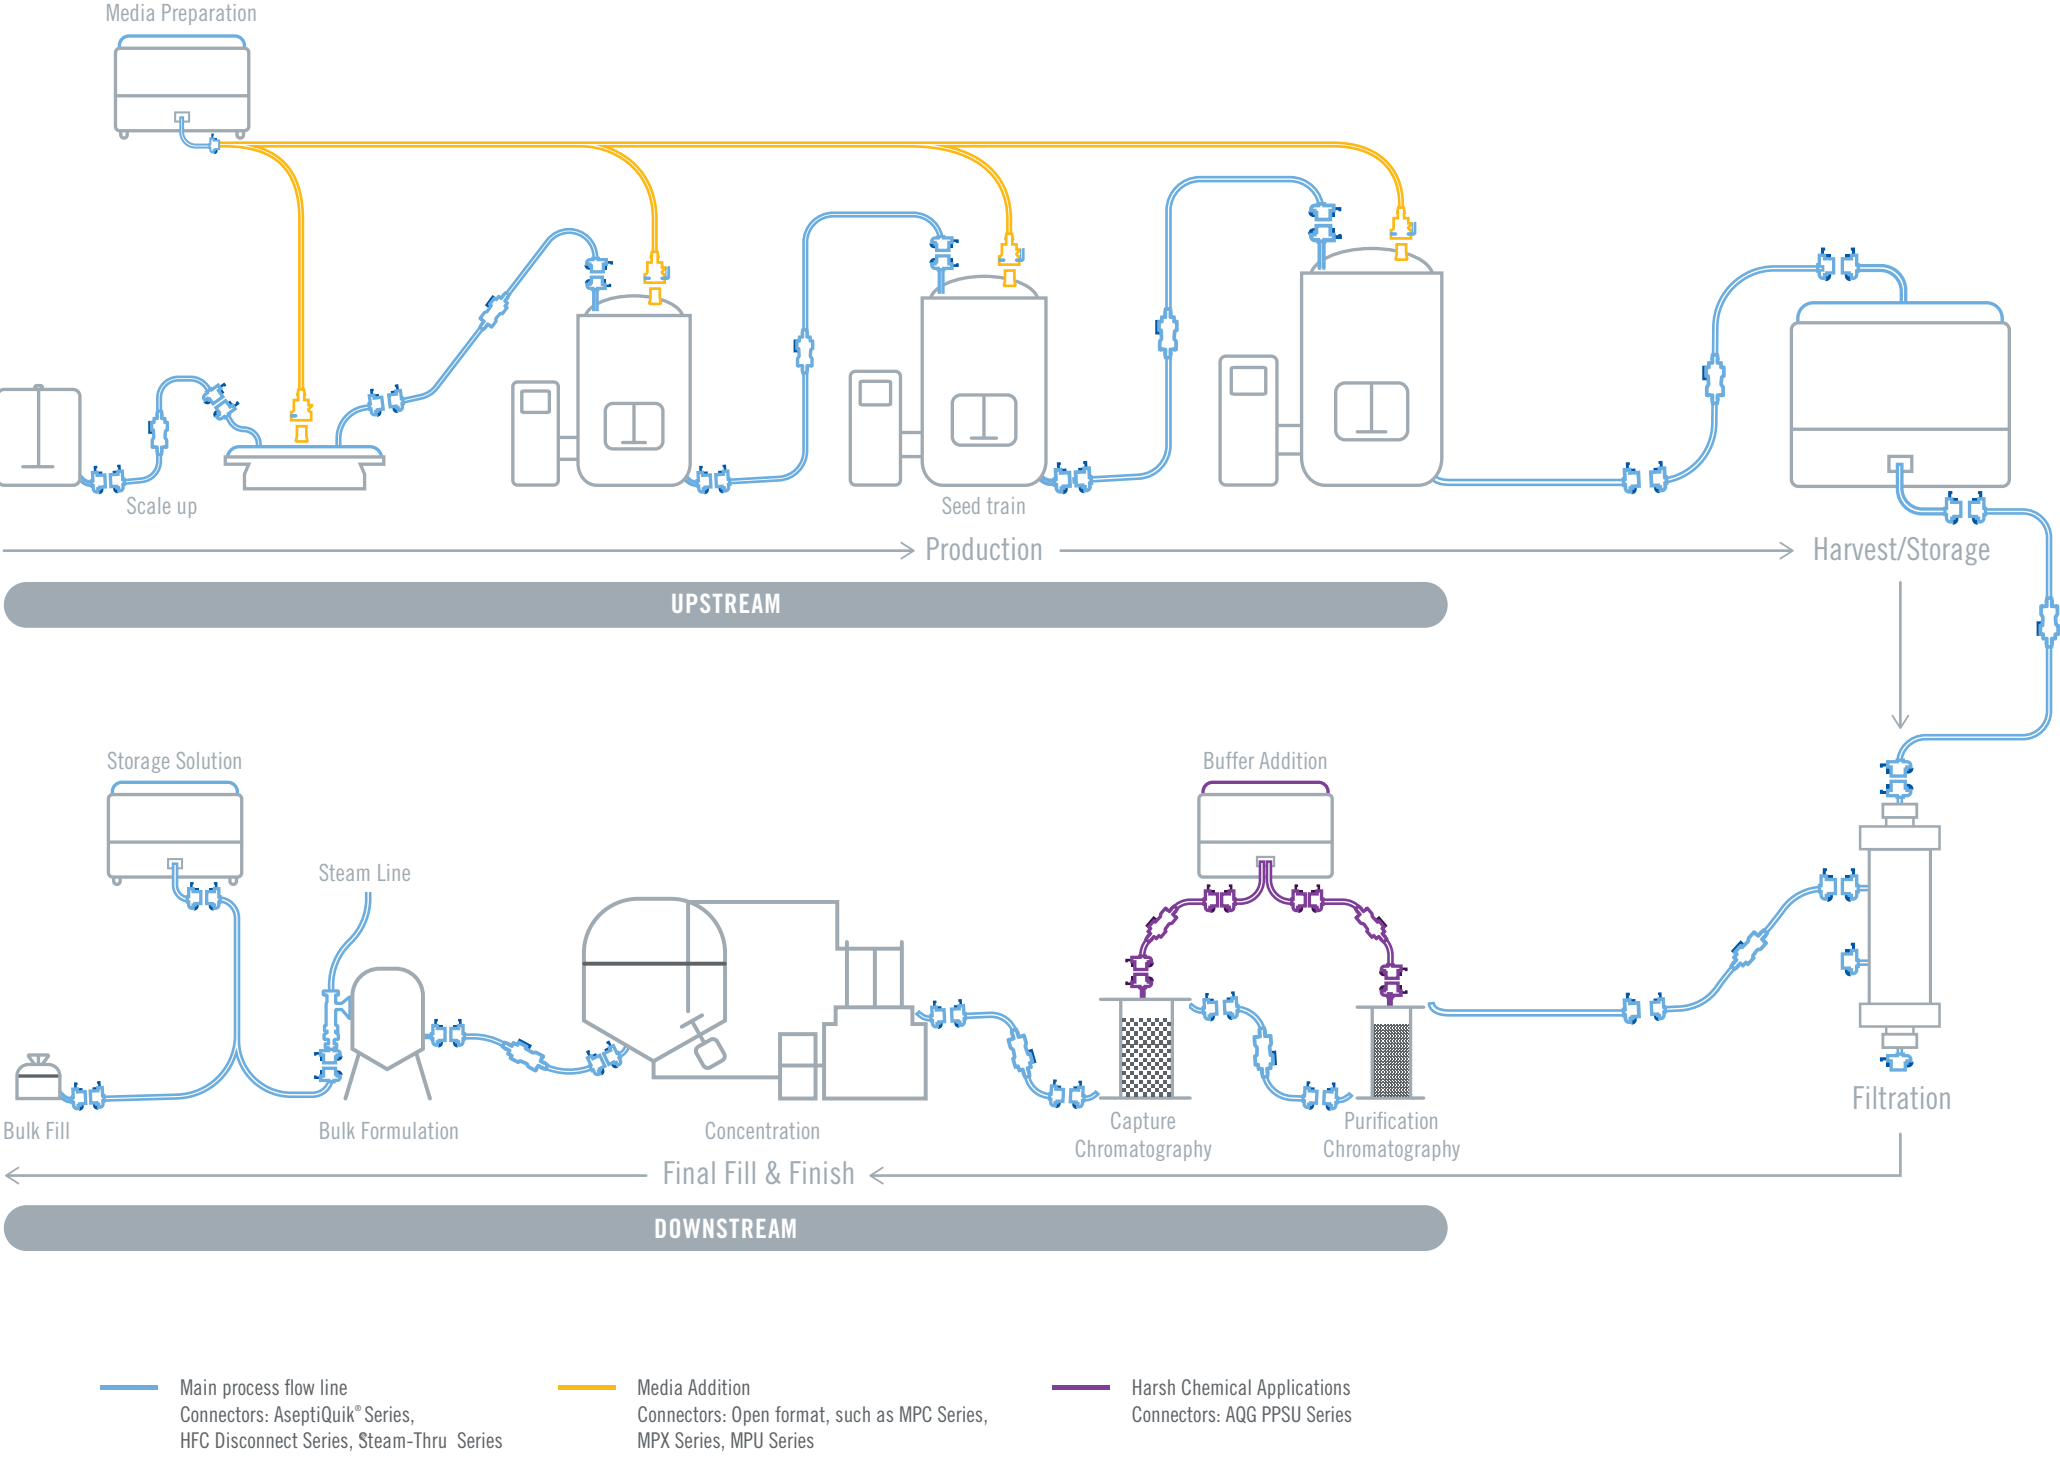 Media Preparation
Scale up
Seed train
Production
Harvest/Storage
UPSTREAM
Storage Solution
Buffer Addition
Steam Line
Filtration
Bulk Fill
Bulk Formulation
Concentration
Capture
Chromatography
Purification
Chromatography
Final Fill & Finish
DOWNSTREAM
Main process flow line
Connectors: AseptiQuik® Series,
HFC Disconnect Series, Steam-Thru® Series
Media Addition
Connectors: Open format, such as MPC Series,
MPX Series, MPU Series
Harsh Chemical Applications
Connectors: AQG PPSU Series